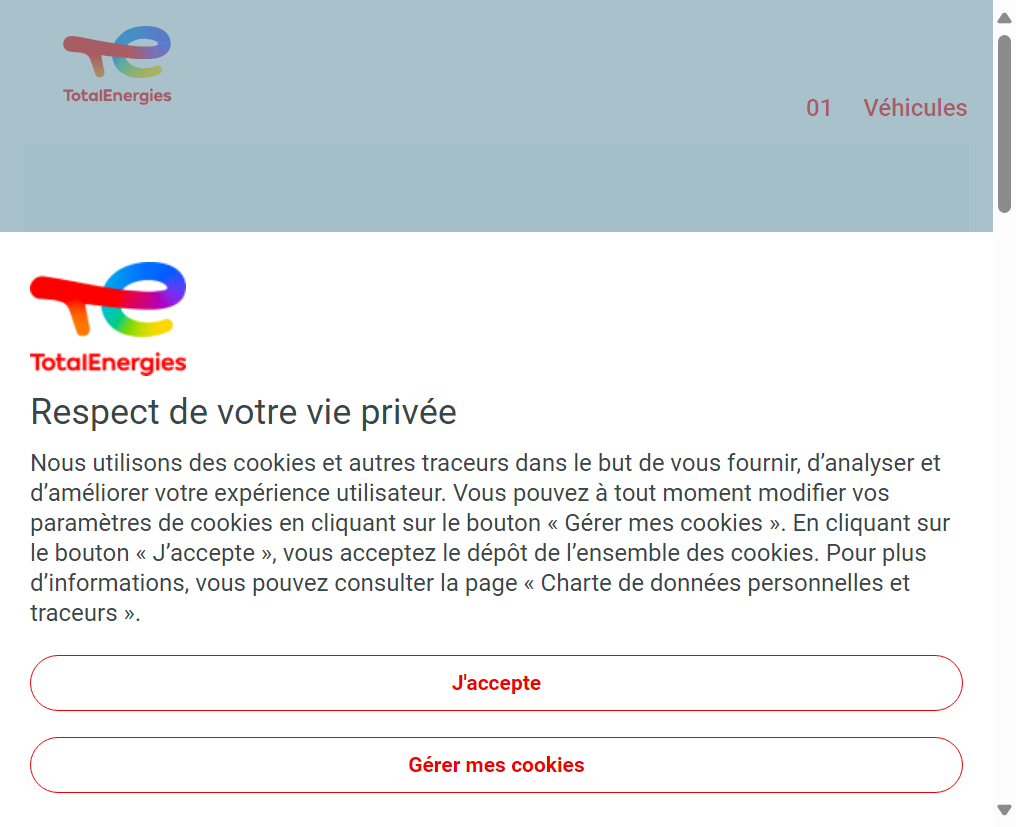 TotalEnergies
01 Véhicules
TotalEnergies
Respect de votre vie privée
Nous utilisons des cookies et autres traceurs dans le but de vous fournir, d’analyser et
d’améliorer votre expérience utilisateur. Vous pouvez à tout moment modifier vos
paramètres de cookies en cliquant sur le bouton « Gérer mes cookies ». En cliquant sur
le bouton « J’accepte », vous acceptez le dépôt de l’ensemble des cookies. Pour plus
d’informations, vous pouvez consulter la page « Charte de données personnelles et
traceurs ».
J'accepte
Gérer mes cookies